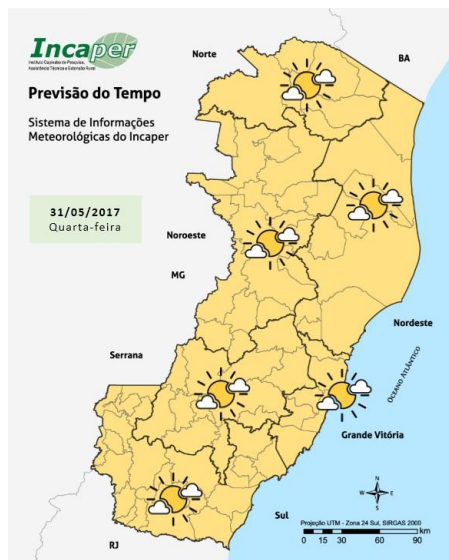 Incaper
Instituto Capixaba de Pesquisa,
Assistência Técnica e Extensão Rural
Previsão do Tempo
Sistema de Informações
Meteorológicas do Incaper
31/05/2017
Quarta-feira
Norte
BA
Noroeste
MG
Nordeste
Serrana
OCEANO ATLÂNTICO
Grande Vitória
Sul
RJ
N
W
E
S
Projeção UTM - Zona 24 Sul, SIRGAS 2000
0 15 30 60 90
km